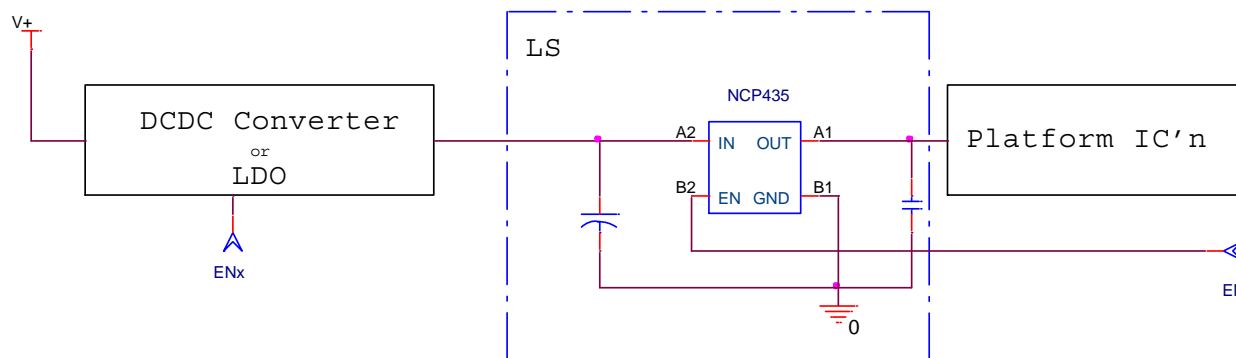 V+
LS
NCP435
DCDC Converter
or
LDO
A2
IN
OUT
A1
Platform IC'n
B2
EN
GND
B1
ENx
0